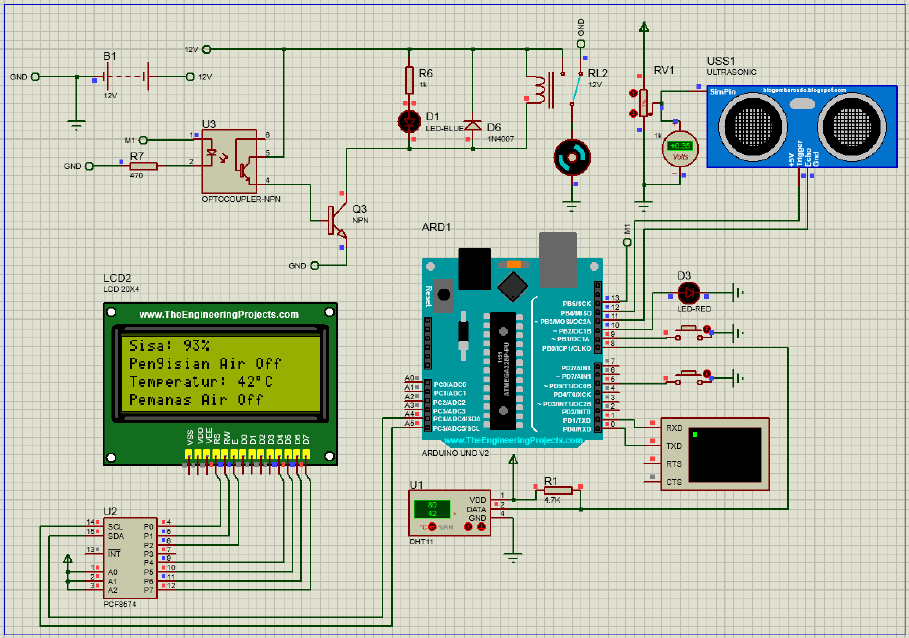 B1
GND
12V
12V
12V
R6
1k
D1
LED-BLUE
D6
1N4007
GND
RL2
12V
RV1
1k
+0.35
Volts
USS1
ULTRASONIC
SimPin
blogembarcado.blogspot.com
+5V
Trigger
Echo
Gnd
U3
M1
1
2
6
5
4
GND
R7
470
OPTOCOUPLER-NPN
Q3
NPN
GND
ARD1
Reset
ATMEGA328P-PU
1121
M1
PB5/SCK
PB4/MISO
~ PB3/MOSI/OC2A
~ PB2/OC1B
~ PB1/OC1A
PB0/ICP1/CLKO
PD7/AIN1
~ PD6/AIN0
~ PD5/T1/OC0B
PD4/T0/XCK
~ PD3/INT1/OC2B
PD2/INT0
PD1/TXD
PD0/RXD
13
12
11
10
9
8
7
6
5
4
3
2
1
0
A0
A1
A2
A3
A4
A5
PC0/ADC0
PC1/ADC1
PC2/ADC2
PC3/ADC3
PC4/ADC4/SDA
PC5/ADC5/SCL
www.TheEngineeringProjects.com
ARDUINO UNO V2
D3
LED-RED
RXD
TXD
RTS
CTS
LCD2
LCD 20X4
www.TheEngineeringProjects.com
Sisa: 93%
Pengisian Air Off
Temperatur: 42°C
Pemanas Air Off
VSS
VDD
VEE
RS
RW
E
D0
D1
D2
D3
D4
D5
D6
D7
U1
80
42
°C
%RH
VDD
DATA
GND
1
2
4
DHT11
R1
4.7K
U2
14
15
13
1
2
3
SCL
SDA
INT
A0
A1
A2
P0
P1
P2
P3
P4
P5
P6
P7
4
5
6
7
9
10
11
12
PCF8574